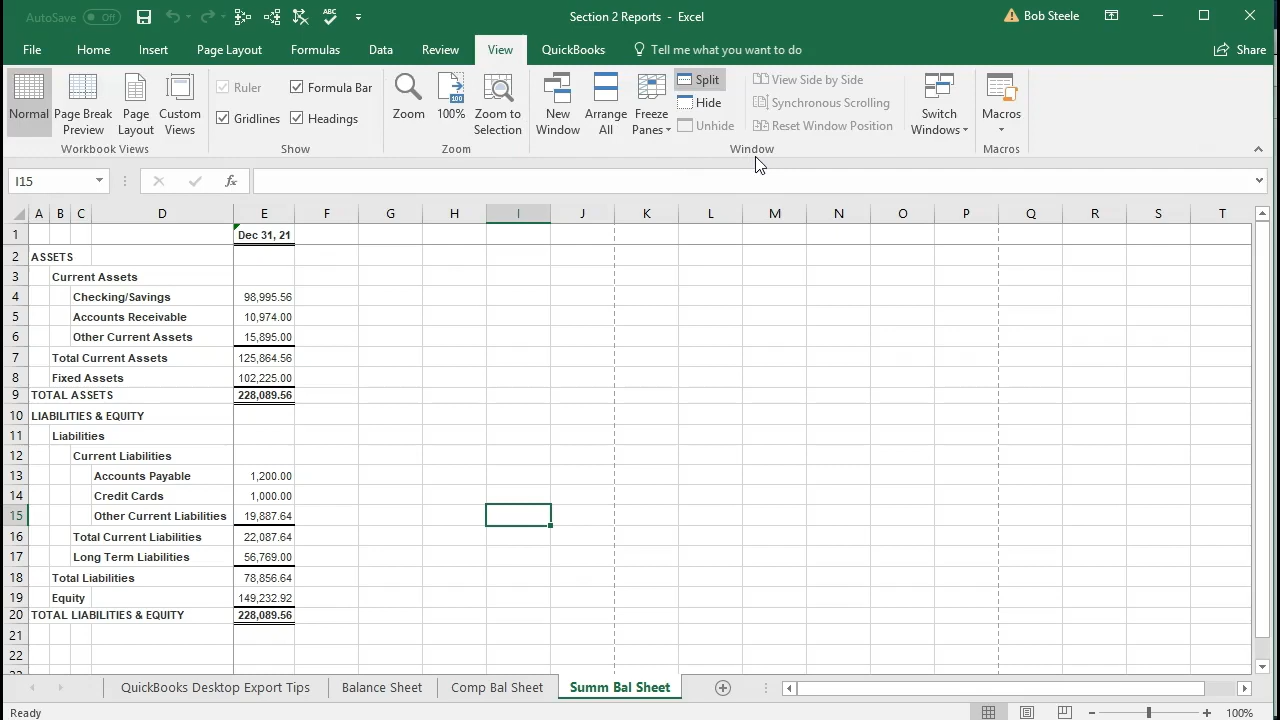 AutoSave Off Section 2 Reports - Excel Bob Steele
File Home Insert Page Layout Formulas Data Review View QuickBooks Tell me what you want to do Share
Normal Page Break Preview Page Layout Custom Views
Workbook Views
Ruler Formula Bar
Gridlines Headings
Show
Zoom 100% Zoom to Selection
Zoom
New Window Arrange All Freeze Panes
Split View Side by Side
Hide Synchronous Scrolling
Unhide Reset Window Position
Switch Windows
Window
Macros
Macros
I15 fx
A B C D E F G H I J K L M N O P Q R S T
1 Dec 31, 21
2 ASSETS
3 Current Assets
4 Checking/Savings 98,995.56
5 Accounts Receivable 10,974.00
6 Other Current Assets 15,895.00
7 Total Current Assets 125,864.56
8 Fixed Assets 102,225.00
9 TOTAL ASSETS 228,089.56
10 LIABILITIES & EQUITY
11 Liabilities
12 Current Liabilities
13 Accounts Payable 1,200.00
14 Credit Cards 1,000.00
15 Other Current Liabilities 19,887.64
16 Total Current Liabilities 22,087.64
17 Long Term Liabilities 56,769.00
18 Total Liabilities 78,856.64
19 Equity 149,232.92
20 TOTAL LIABILITIES & EQUITY 228,089.56
21
22
QuickBooks Desktop Export Tips Balance Sheet Comp Bal Sheet Summ Bal Sheet
Ready 100%